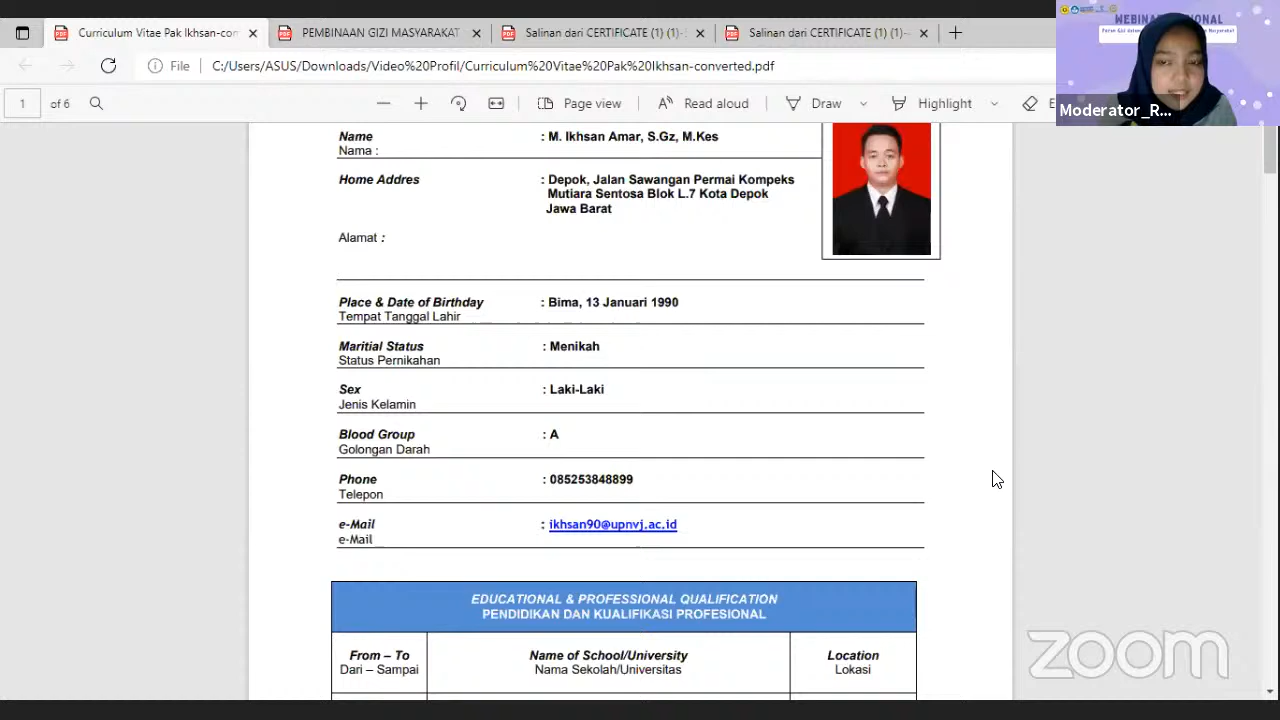 Curriculum Vitae Pak Ikhsan-con
PEMBINAAN GIZI MASYARAKAT
Salinan dari CERTIFICATE (1) (1)-
Salinan dari CERTIFICATE (1) (1)-
File
C:/Users/ASUS/Downloads/Video%20Profil/Curriculum%20Vitae%20Pak%20Ikhsan-converted.pdf
1 of 6
Page view
Read aloud
Draw
Highlight
Moderator_R...
Name : M. Ikhsan Amar, S.Gz, M.Kes
Nama :
Home Addres : Depok, Jalan Sawangan Permai Kompeks
Mutiara Sentosa Blok L.7 Kota Depok
Jawa Barat
Alamat :
Place & Date of Birthday : Bima, 13 Januari 1990
Tempat Tanggal Lahir
Maritial Status : Menikah
Status Pernikahan
Sex : Laki-Laki
Jenis Kelamin
Blood Group : A
Golongan Darah
Phone : 085253848899
Telepon
e-Mail : ikhsan90@upnvj.ac.id
e-Mail
EDUCATIONAL & PROFESSIONAL QUALIFICATION
PENDIDIKAN DAN KUALIFIKASI PROFESIONAL
From – To
Dari – Sampai
Name of School/University
Nama Sekolah/Universitas
Location
Lokasi
zoom